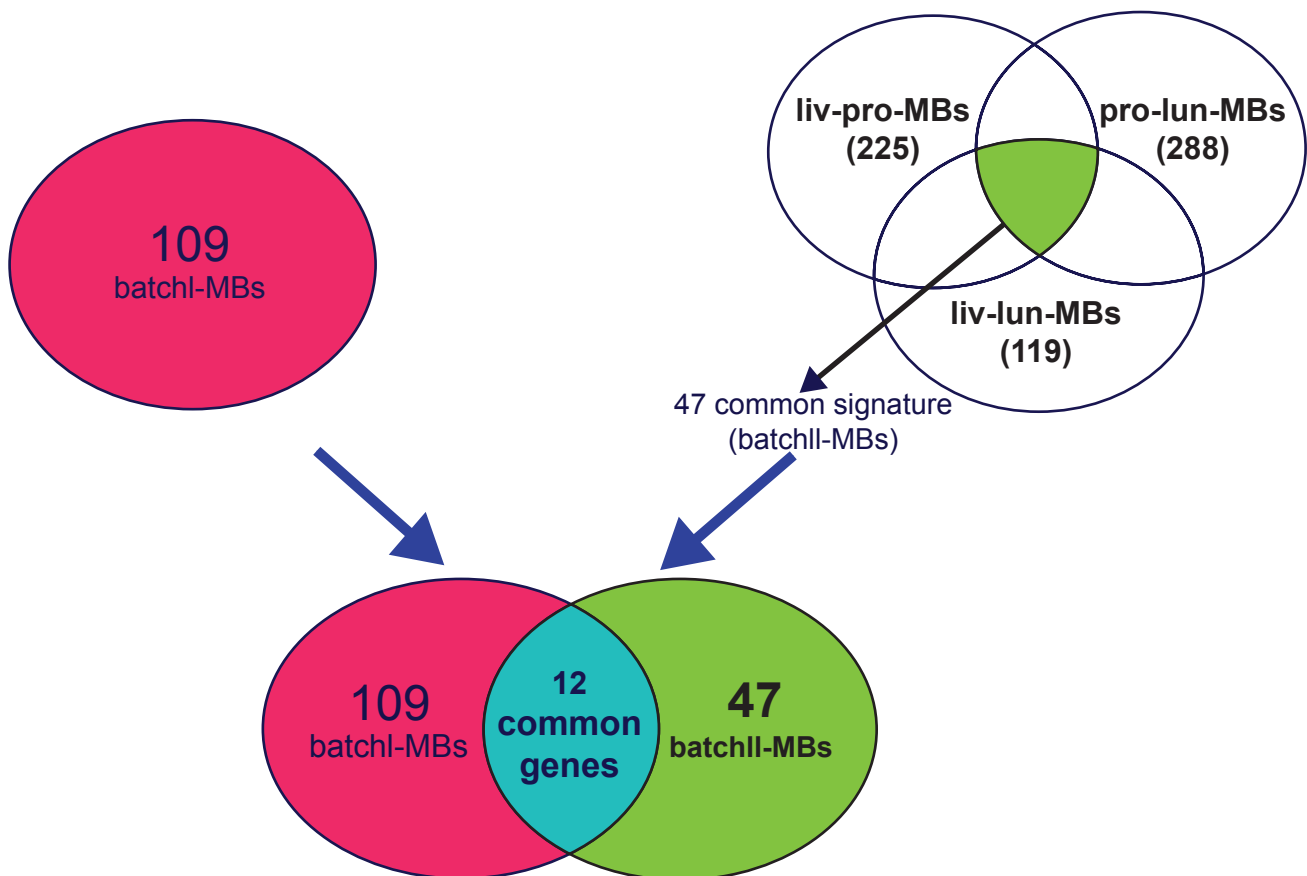 liv-pro-MBs
(225)
pro-lun-MBs
(288)
109
batchI-MBs
liv-lun-MBs
(119)
47 common signature
(batchII-MBs)
109
batchI-MBs
12
common
genes
47
batchII-MBs